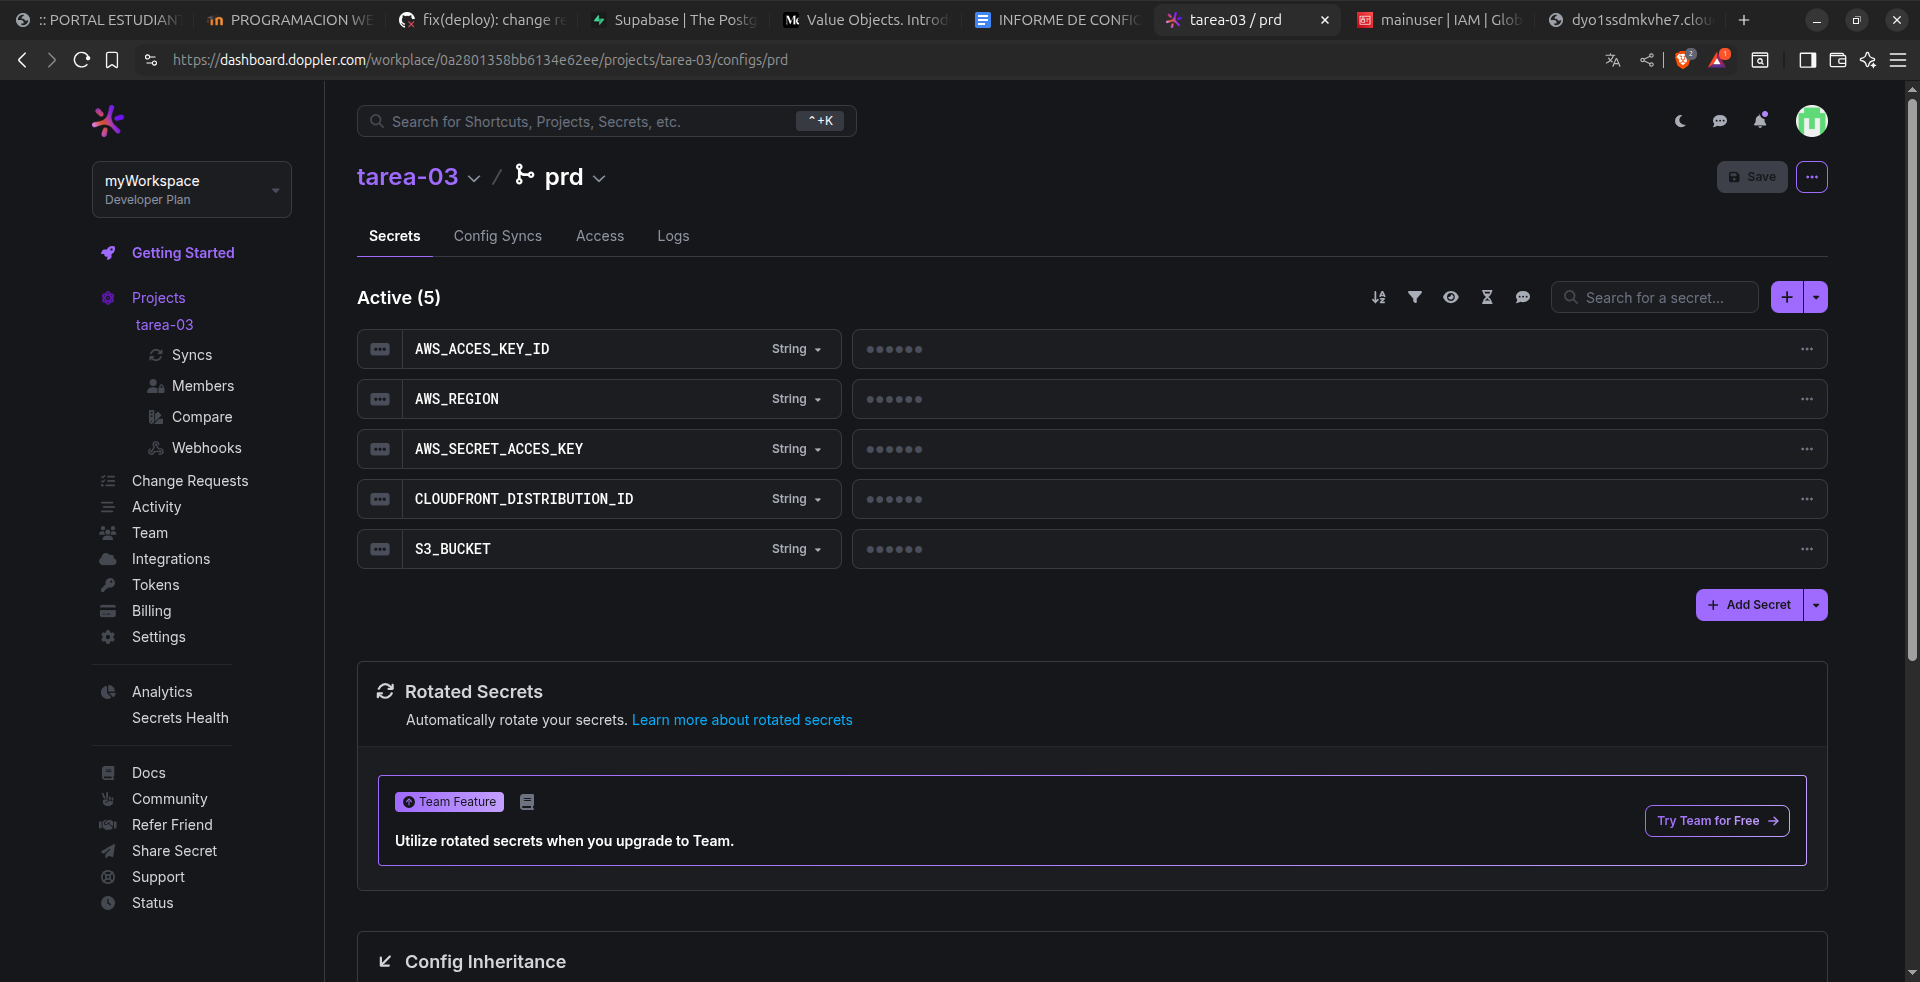 :: PORTAL ESTUDIAN
PROGRAMACION WE
fix(deploy): change re
Supabase | The Postg
Value Objects. Introd
INFORME DE CONFIG
tarea-03 / prd
mainuser | IAM | Glob
dyo1ssdmkvhe7.clou
https://dashboard.doppler.com/workplace/0a2801358bb6134e62ee/projects/tarea-03/configs/prd
2
1
Search for Shortcuts, Projects, Secrets, etc.
⌃+K
myWorkspace
Developer Plan
tarea-03 / prd
Save
Secrets
Config Syncs
Access
Logs
Getting Started
Projects
tarea-03
Syncs
Members
Compare
Webhooks
Change Requests
Activity
Team
Integrations
Tokens
Billing
Settings
Analytics
Secrets Health
Docs
Community
Refer Friend
Share Secret
Support
Status
Active (5)
Search for a secret...
AWS_ACCES_KEY_ID String
AWS_REGION String
AWS_SECRET_ACCES_KEY String
CLOUDFRONT_DISTRIBUTION_ID String
S3_BUCKET String
Add Secret
Rotated Secrets
Automatically rotate your secrets. Learn more about rotated secrets
Team Feature
Utilize rotated secrets when you upgrade to Team.
Try Team for Free
Config Inheritance